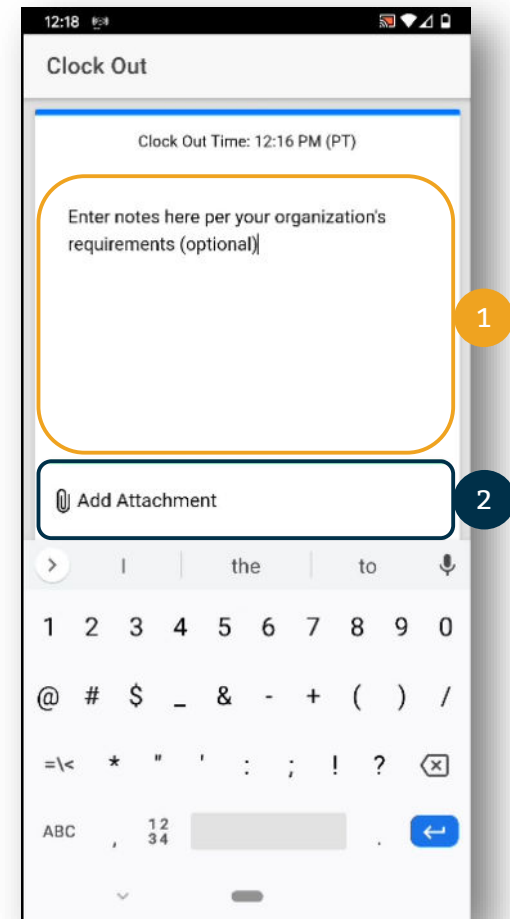 12:18
Clock Out
Clock Out Time: 12:16 PM (PT)
Enter notes here per your organization's
requirements (optional)
1
Add Attachment
2
> I the to
1 2 3 4 5 6 7 8 9 0
@ # $ _ & - + ( ) /
=\< * " ' : ; ! ?
ABC , 12 .
34